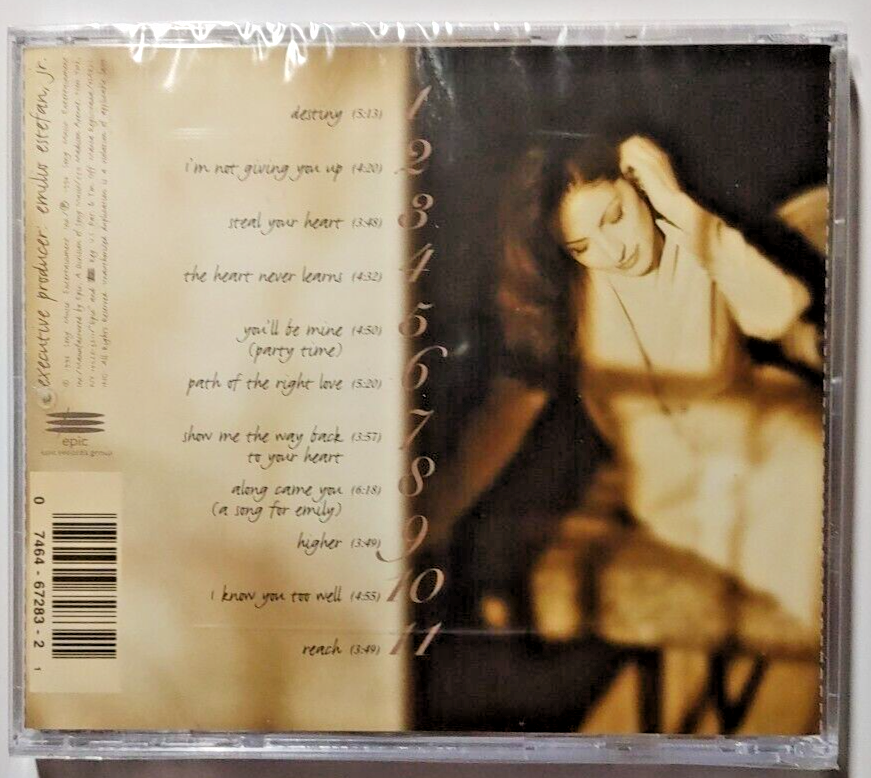 destiny (5:13) 1
i'm not giving you up (4:20) 2
steal your heart (3:48) 3
the heart never learns (4:32) 4
you'll be mine (4:50) 5
(party time)
path of the right love (5:20) 6
show me the way back (3:57) 7
to your heart
along came you (6:18) 8
(a song for emily)
higher (3:49) 9
i know you too well (4:55) 10
reach (3:49) 11
executive producer: emilio estefan, jr.
epic
epic records group
0 7464-67283-2 1